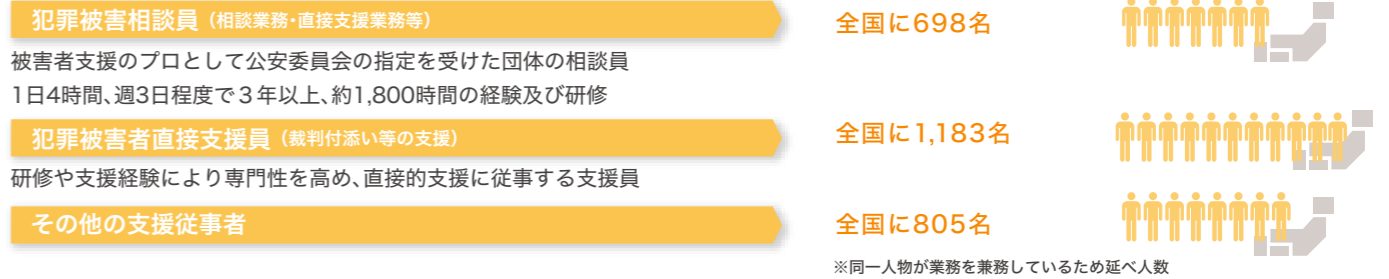 犯罪被害相談員（相談業務･直接支援業務等） 全国に698名
被害者支援のプロとして公安委員会の指定を受けた団体の相談員
1日4時間、週3日程度で３年以上、約1,800時間の経験及び研修
犯罪被害者直接支援員（裁判付添い等の支援） 全国に1,183名
研修や支援経験により専門性を高め、直接的支援に従事する支援員
その他の支援従事者 全国に805名
※同一人物が業務を兼務しているため延べ人数